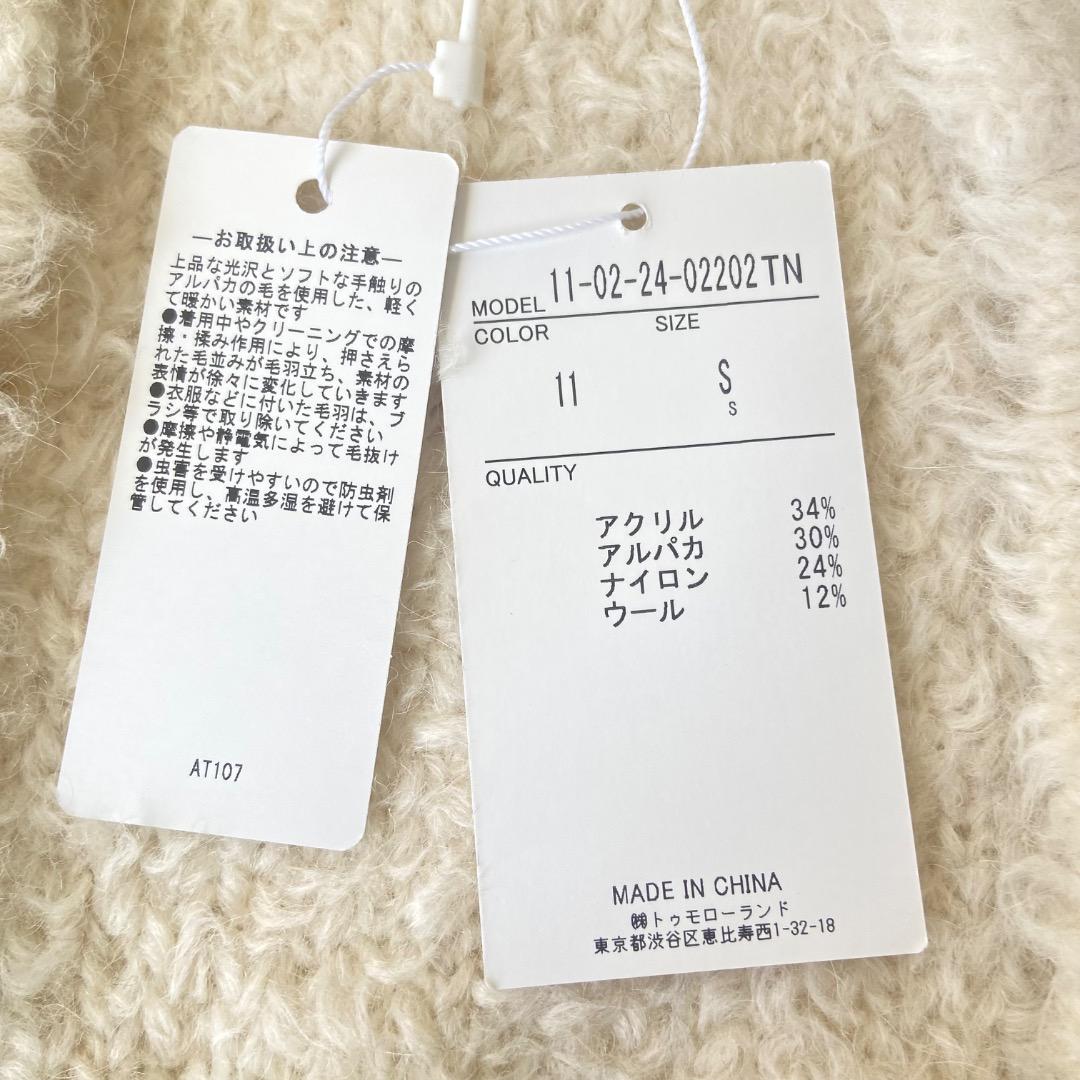 ―お取扱い上の注意―
上品な光沢とソフトな手触りの
アルパカの毛を使用した、軽く
て暖かい素材です
●着用中やクリーニングでの摩
擦・揉み作用により、押さえら
れた毛並みが毛羽立ち、素材の
表情が徐々に変化していきます
●衣服などに付いた毛羽は、ブ
ラシ等で取り除いてください
●摩擦や静電気によって毛抜け
が発生します
●虫害を受けやすいので防虫剤
を使用し、高温多湿を避けて保
管してください
AT107
MODEL 11-02-24-02202TN
COLOR SIZE
11 S
S
QUALITY
アクリル 34%
アルパカ 30%
ナイロン 24%
ウール 12%
MADE IN CHINA
㈱トゥモローランド
東京都渋谷区恵比寿西1-32-18